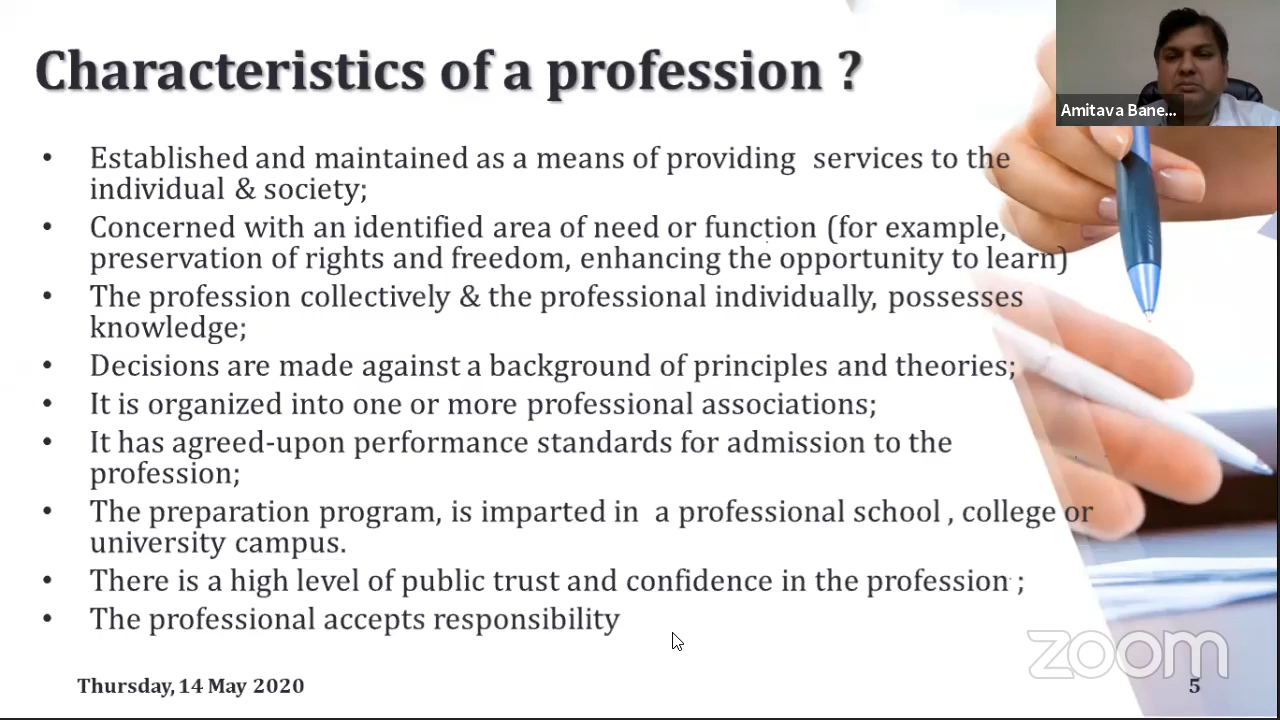 Characteristics of a profession ?
Amitava Bane...
• Established and maintained as a means of providing services to the
individual & society;
• Concerned with an identified area of need or function (for example,
preservation of rights and freedom, enhancing the opportunity to learn)
• The profession collectively & the professional individually, possesses
knowledge;
• Decisions are made against a background of principles and theories;
• It is organized into one or more professional associations;
• It has agreed-upon performance standards for admission to the
profession;
• The preparation program, is imparted in a professional school , college or
university campus.
• There is a high level of public trust and confidence in the profession ;
• The professional accepts responsibility
zoom
Thursday, 14 May 2020
5